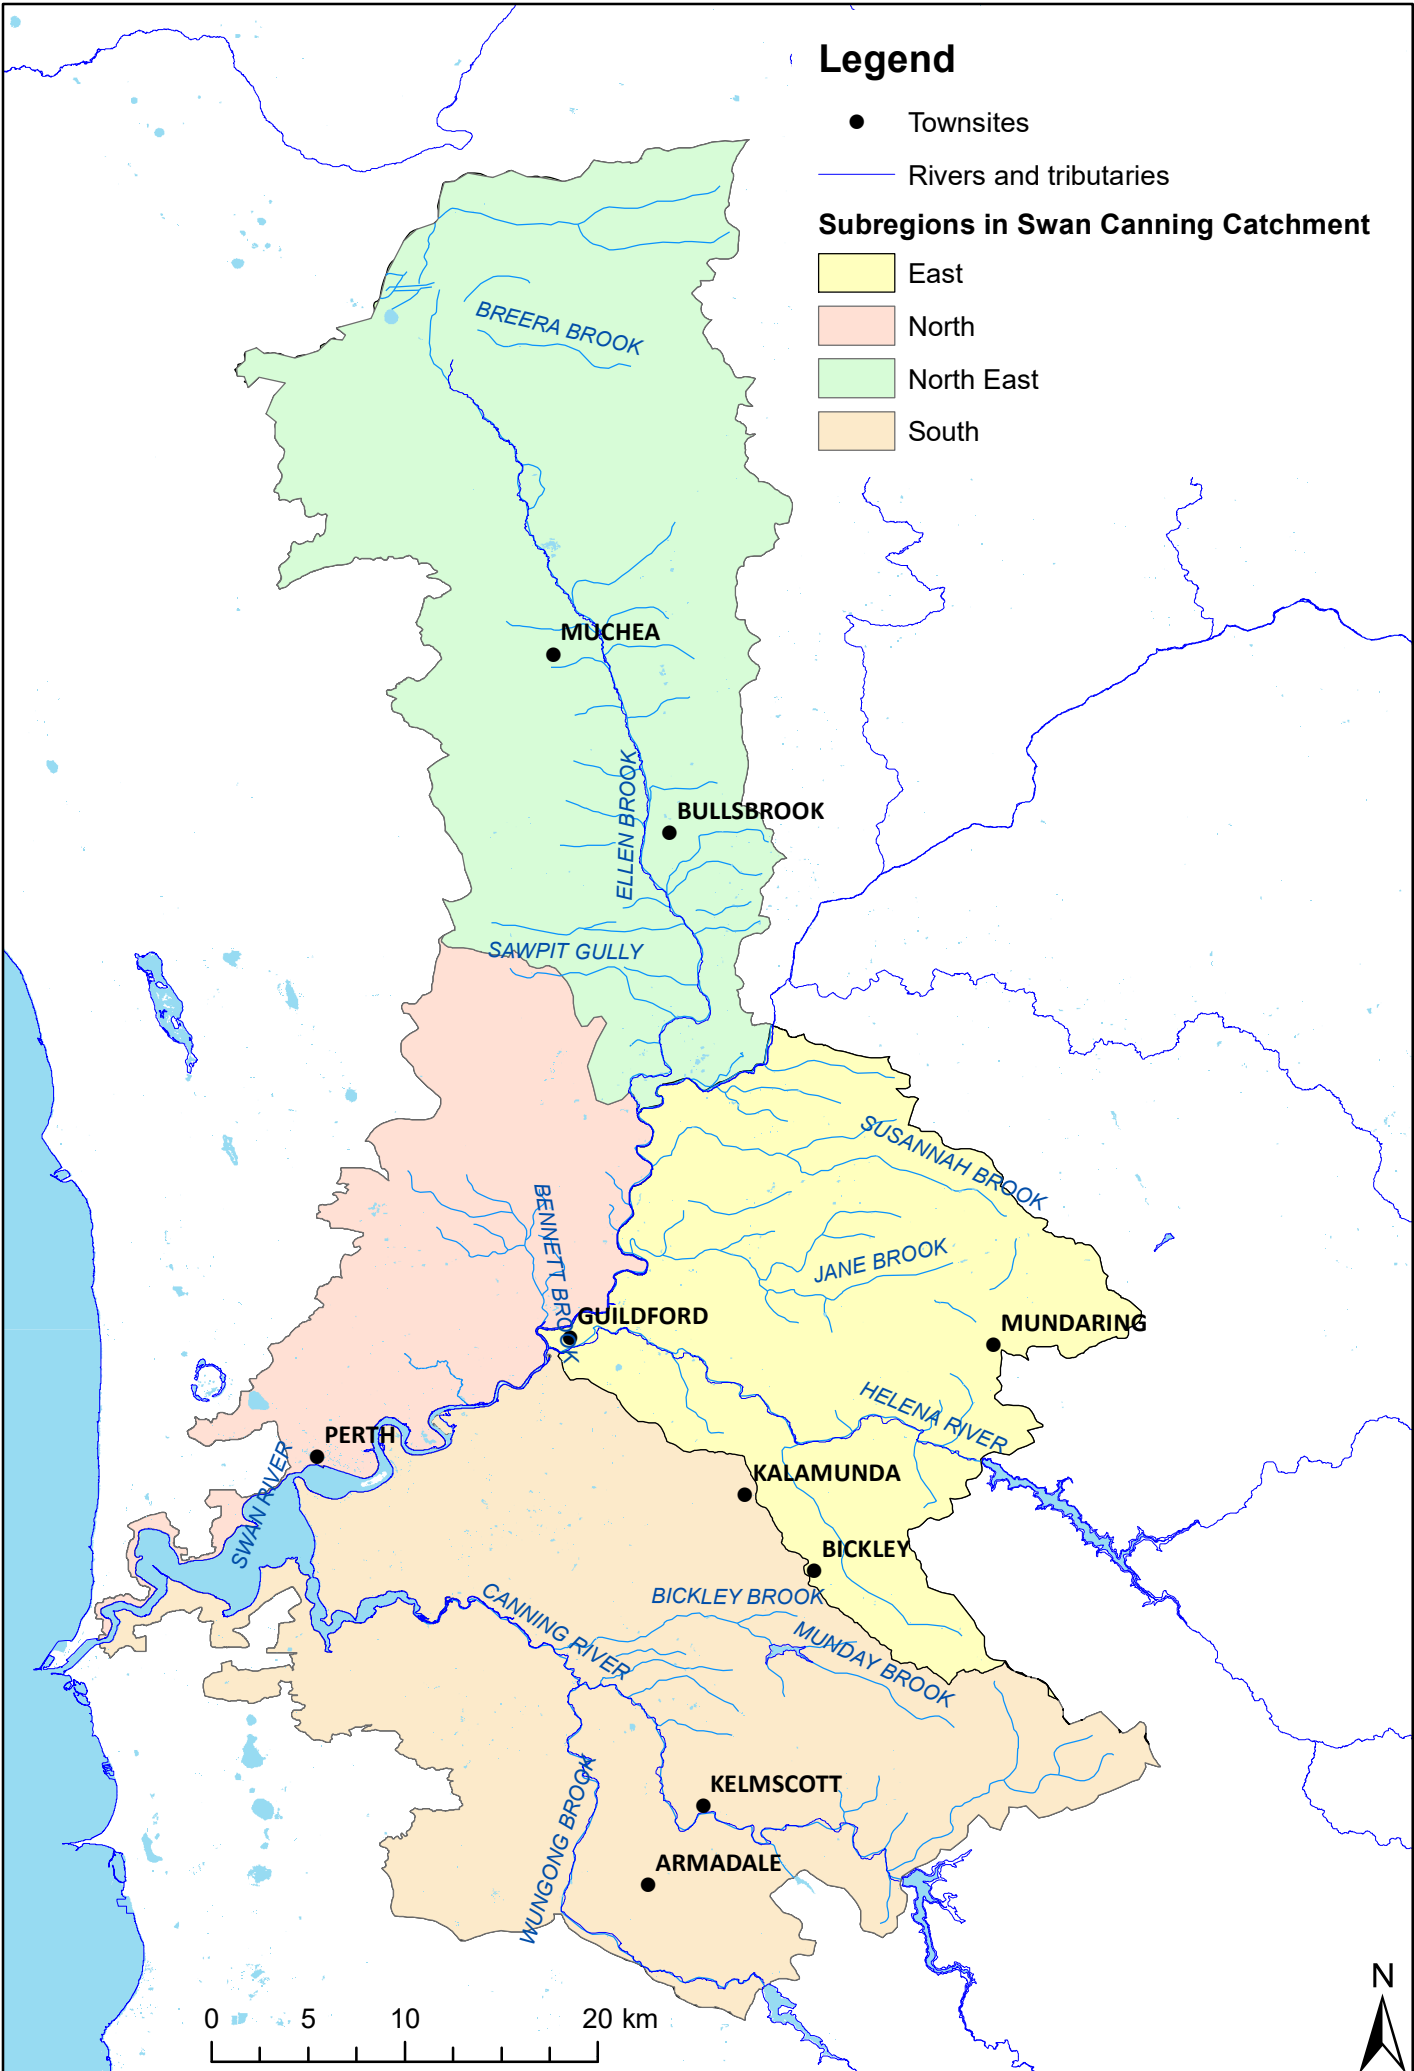 Legend
Townsites
Rivers and tributaries
Subregions in Swan Canning Catchment
East
North
North East
South
BREERA BROOK
MUCHEA
ELLEN BROOK
BULLSBROOK
SAWPIT GULLY
SUSANNAH BROOK
BENNETT BROOK
JANE BROOK
GUILDFORD
MUNDARING
HELENA RIVER
PERTH
SWAN RIVER
KALAMUNDA
BICKLEY
BICKLEY BROOK
CANNING RIVER
MUNDAY BROOK
WUNGONG BROOK
KELMSCOTT
ARMADALE
N
0 5 10 20 km